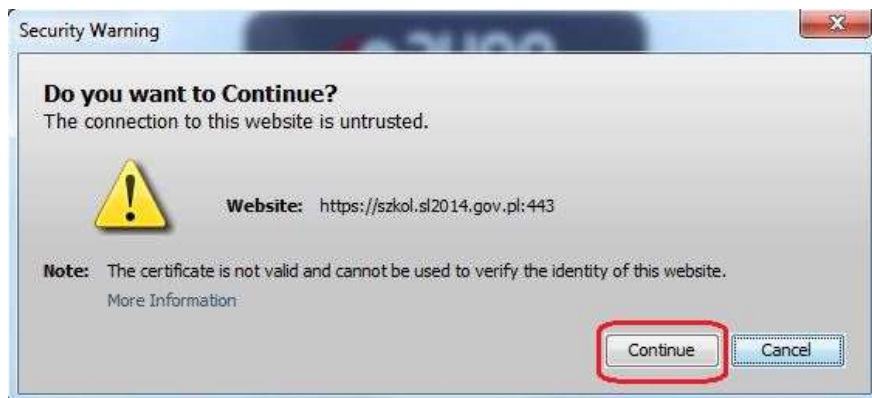 Security Warning
Do you want to Continue?
The connection to this website is untrusted.
Website: https://szkol.sl2014.gov.pl:443
Note: The certificate is not valid and cannot be used to verify the identity of this website.
More Information
Continue Cancel